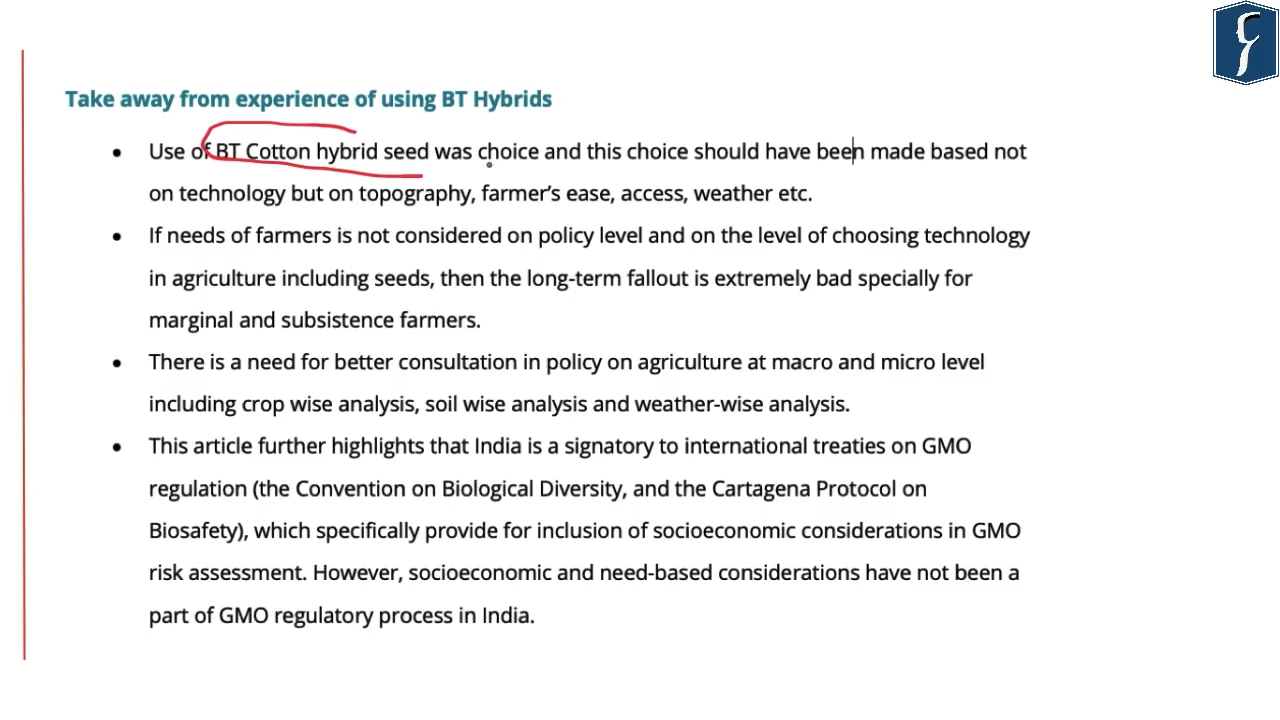 Take away from experience of using BT Hybrids
• Use of BT Cotton hybrid seed was choice and this choice should have been made based not
on technology but on topography, farmer's ease, access, weather etc.
• If needs of farmers is not considered on policy level and on the level of choosing technology
in agriculture including seeds, then the long-term fallout is extremely bad specially for
marginal and subsistence farmers.
• There is a need for better consultation in policy on agriculture at macro and micro level
including crop wise analysis, soil wise analysis and weather-wise analysis.
• This article further highlights that India is a signatory to international treaties on GMO
regulation (the Convention on Biological Diversity, and the Cartagena Protocol on
Biosafety), which specifically provide for inclusion of socioeconomic considerations in GMO
risk assessment. However, socioeconomic and need-based considerations have not been a
part of GMO regulatory process in India.